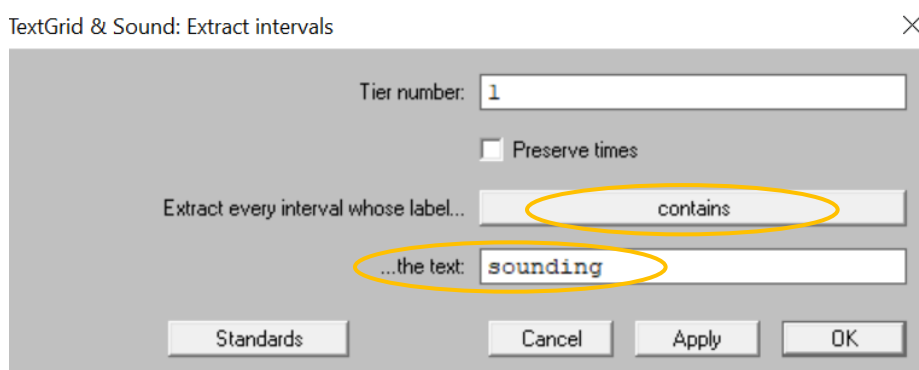 TextGrid & Sound: Extract intervals
Tier number: 1
Preserve times
Extract every interval whose label... contains
...the text: sounding
Standards Cancel Apply OK